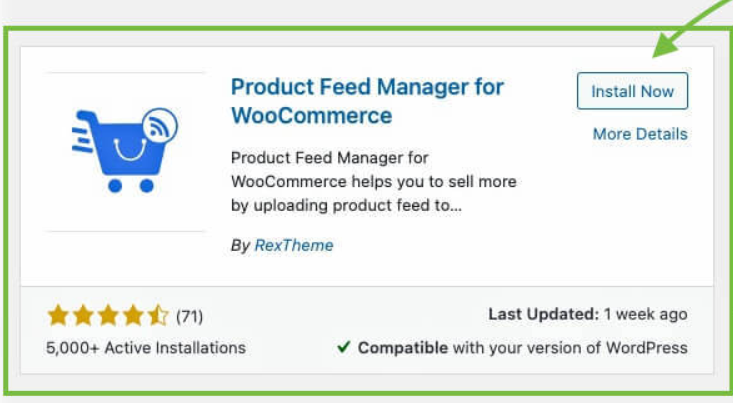 Product Feed Manager for
WooCommerce
Install Now
More Details
Product Feed Manager for
WooCommerce helps you to sell more
by uploading product feed to...
By RexTheme
(71)
Last Updated: 1 week ago
5,000+ Active Installations
✔ Compatible with your version of WordPress